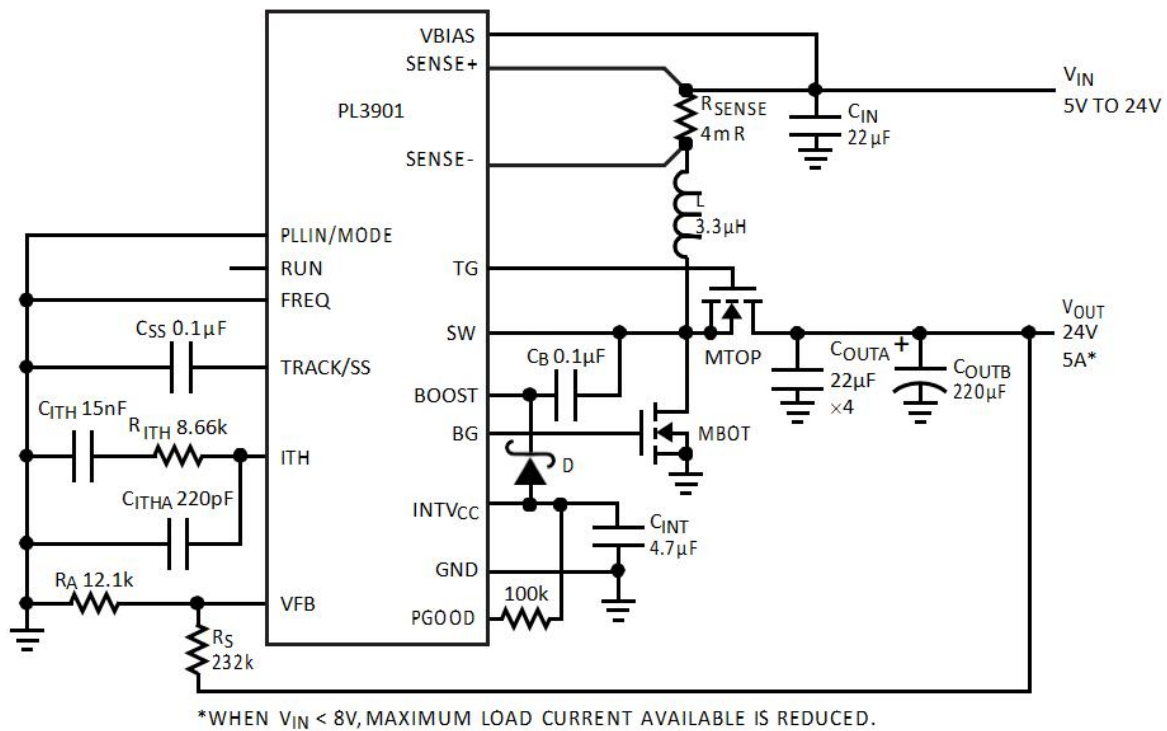 VBIAS
SENSE+
PL3901
SENSE-
RSENSE
4mR
CIN
22µF
VIN
5V TO 24V
L
3.3µH
PLLIN/MODE
RUN
FREQ
TG
CSS 0.1µF
TRACK/SS
SW
MTOP
CB 0.1µF
BOOST
COUTA
22µF
×4
+
COUTB
220µF
VOUT
24V
5A*
CITH 15nF
RITH 8.66k
ITH
BG
MBOT
D
CITHA 220pF
INTVCC
CINT
4.7µF
GND
RA 12.1k
VFB
100k
PGOOD
RS
232k
*WHEN VIN < 8V, MAXIMUM LOAD CURRENT AVAILABLE IS REDUCED.